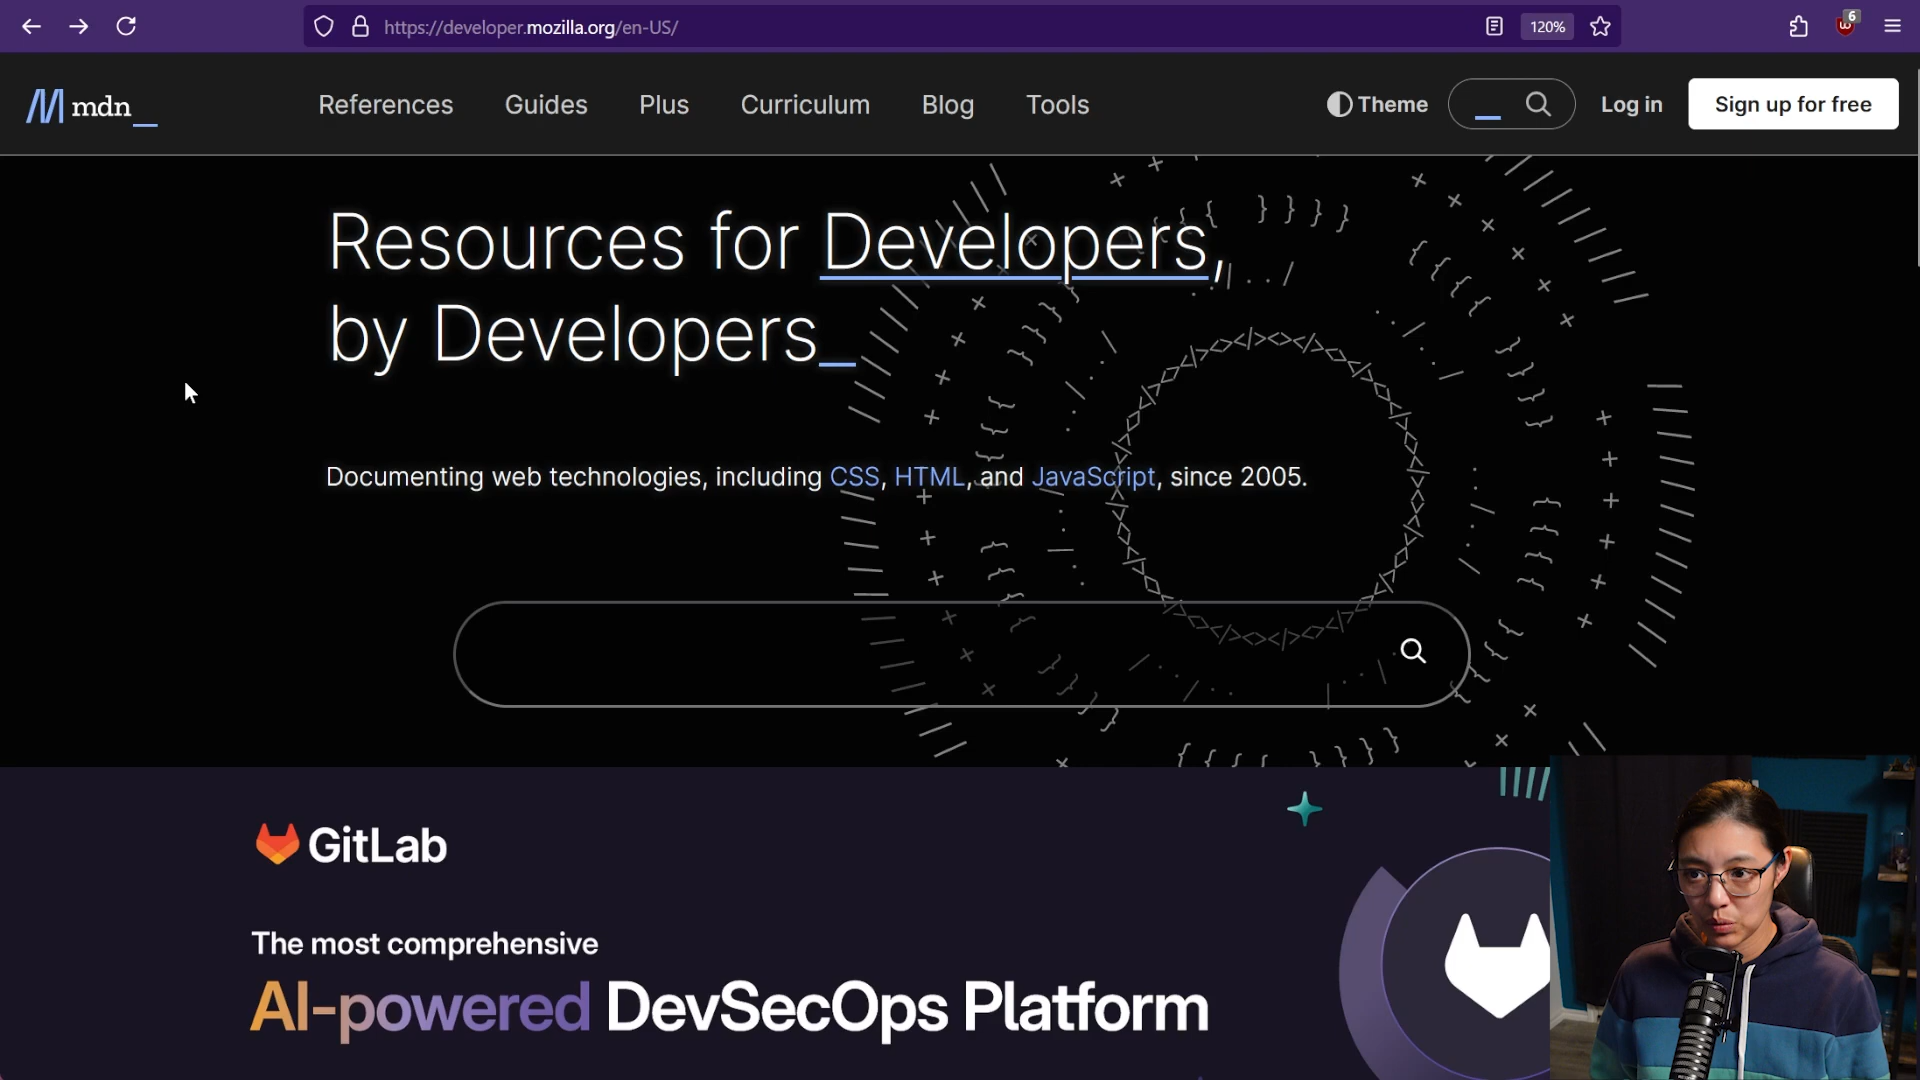 https://developer.mozilla.org/en-US/
120%
6
mdn_
References
Guides
Plus
Curriculum
Blog
Tools
Theme
_
Log in
Sign up for free
Resources for Developers,
by Developers_
Documenting web technologies, including CSS, HTML, and JavaScript, since 2005.
GitLab
The most comprehensive
AI-powered DevSecOps Platform